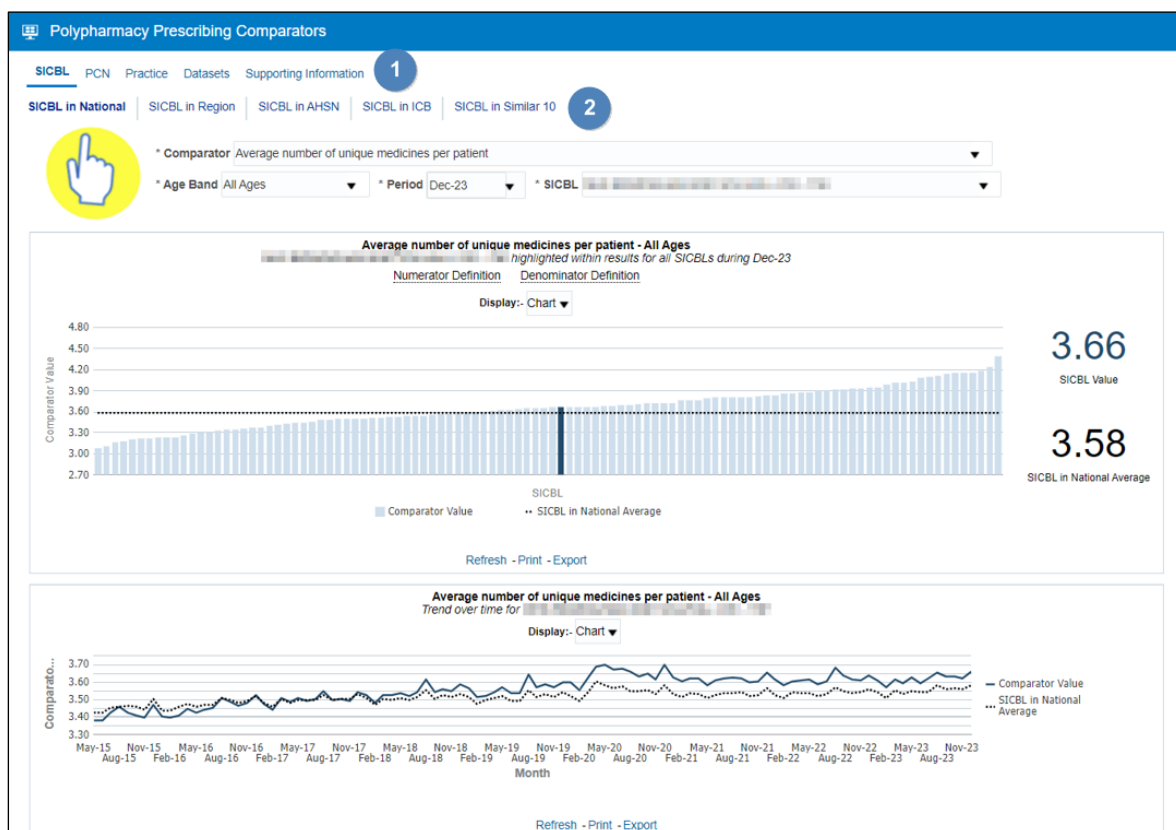 Polypharmacy Prescribing Comparators
SICBL PCN Practice Datasets Supporting Information 1
SICBL in National SICBL in Region SICBL in AHSN SICBL in ICB SICBL in Similar 10 2
* Comparator Average number of unique medicines per patient
* Age Band All Ages * Period Dec-23 * SICBL
Average number of unique medicines per patient - All Ages
highlighted within results for all SICBLs during Dec-23
Numerator Definition Denominator Definition
Display:- Chart
4.80
4.50
4.20
3.90
3.60
3.30
3.00
2.70
Comparator Value
SICBL
Comparator Value SICBL in National Average
3.66
SICBL Value
3.58
SICBL in National Average
Refresh - Print - Export
Average number of unique medicines per patient - All Ages
Trend over time for
Display:- Chart
3.70
3.60
3.50
3.40
3.30
Comparato...
May-15 Nov-15 May-16 Nov-16 May-17 Nov-17 May-18 Nov-18 May-19 Nov-19 May-20 Nov-20 May-21 Nov-21 May-22 Nov-22 May-23 Nov-23
Aug-15 Feb-16 Aug-16 Feb-17 Aug-17 Feb-18 Aug-18 Feb-19 Aug-19 Feb-20 Aug-20 Feb-21 Aug-21 Feb-22 Aug-22 Feb-23 Aug-23
Month
Comparator Value
SICBL in National
Average
Refresh - Print - Export